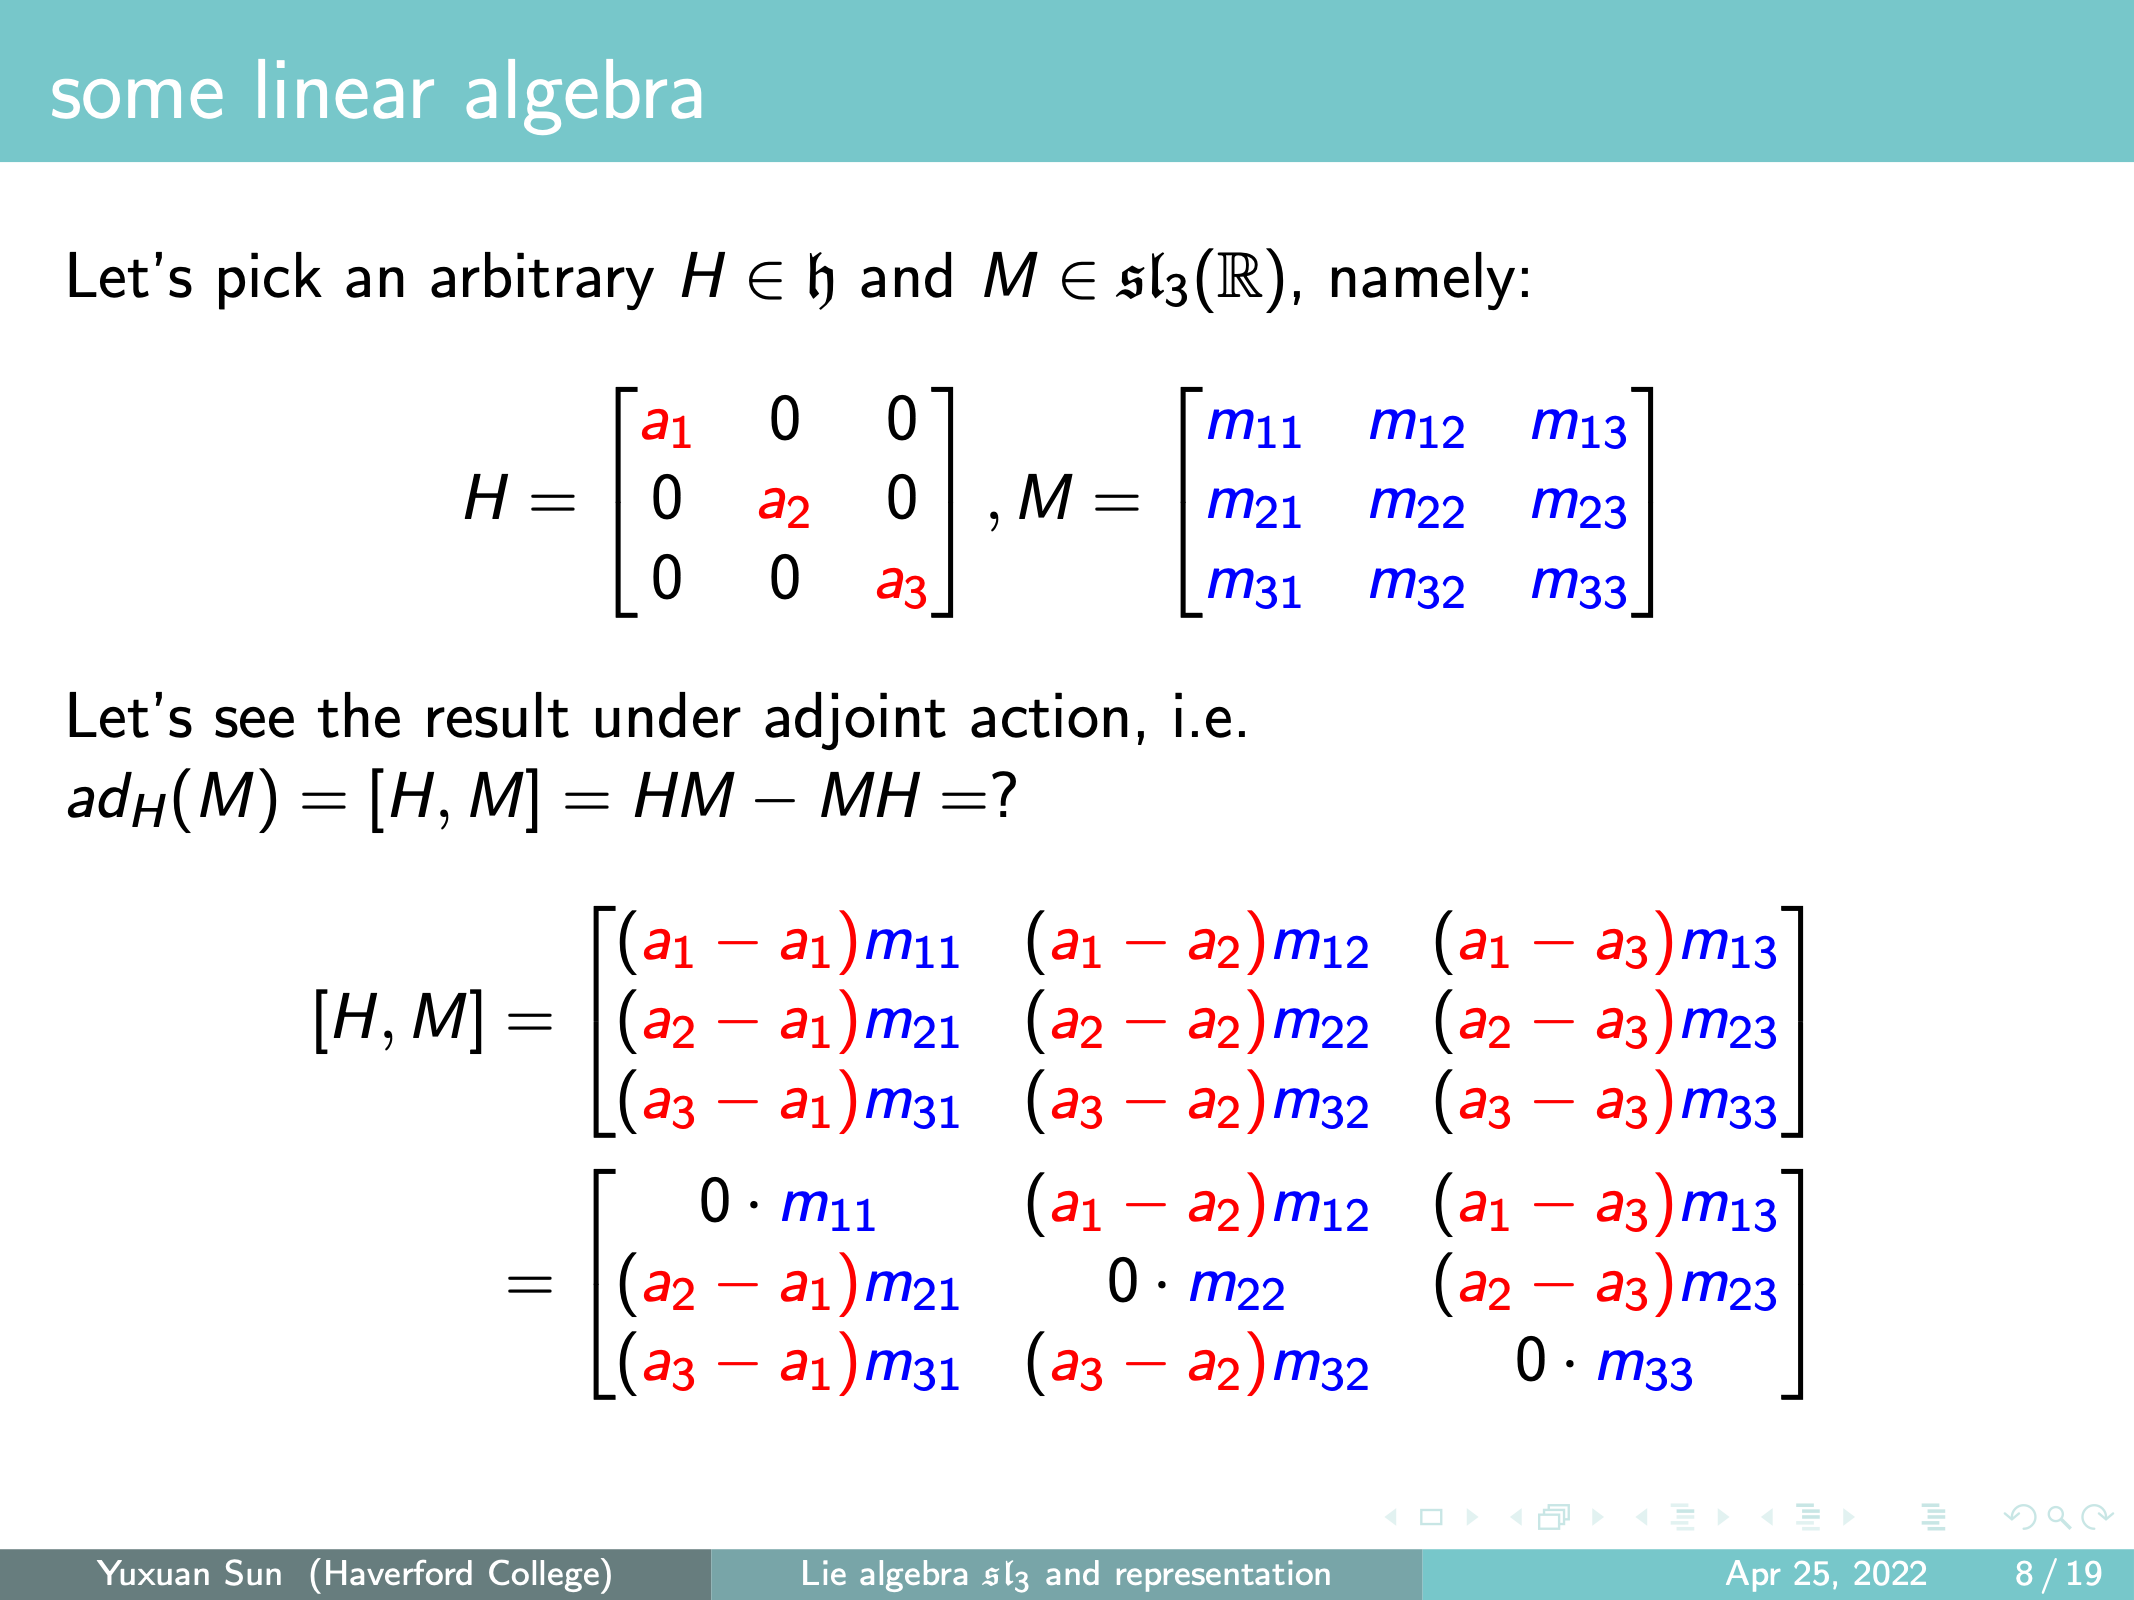 some linear algebra
Let's pick an arbitrary H ∈ 𝔥 and M ∈ 𝔰𝔩₃(ℝ), namely:
H = [a₁ 0 0; 0 a₂ 0; 0 0 a₃], M = [m₁₁ m₁₂ m₁₃; m₂₁ m₂₂ m₂₃; m₃₁ m₃₂ m₃₃]
Let's see the result under adjoint action, i.e.
ad_H(M) = [H, M] = HM − MH =?
[H, M] = [(a₁ − a₁)m₁₁ (a₁ − a₂)m₁₂ (a₁ − a₃)m₁₃; (a₂ − a₁)m₂₁ (a₂ − a₂)m₂₂ (a₂ − a₃)m₂₃; (a₃ − a₁)m₃₁ (a₃ − a₂)m₃₂ (a₃ − a₃)m₃₃]
= [0 · m₁₁ (a₁ − a₂)m₁₂ (a₁ − a₃)m₁₃; (a₂ − a₁)m₂₁ 0 · m₂₂ (a₂ − a₃)m₂₃; (a₃ − a₁)m₃₁ (a₃ − a₂)m₃₂ 0 · m₃₃]
Yuxuan Sun (Haverford College) Lie algebra 𝔰𝔩₃ and representation Apr 25, 2022 8 / 19